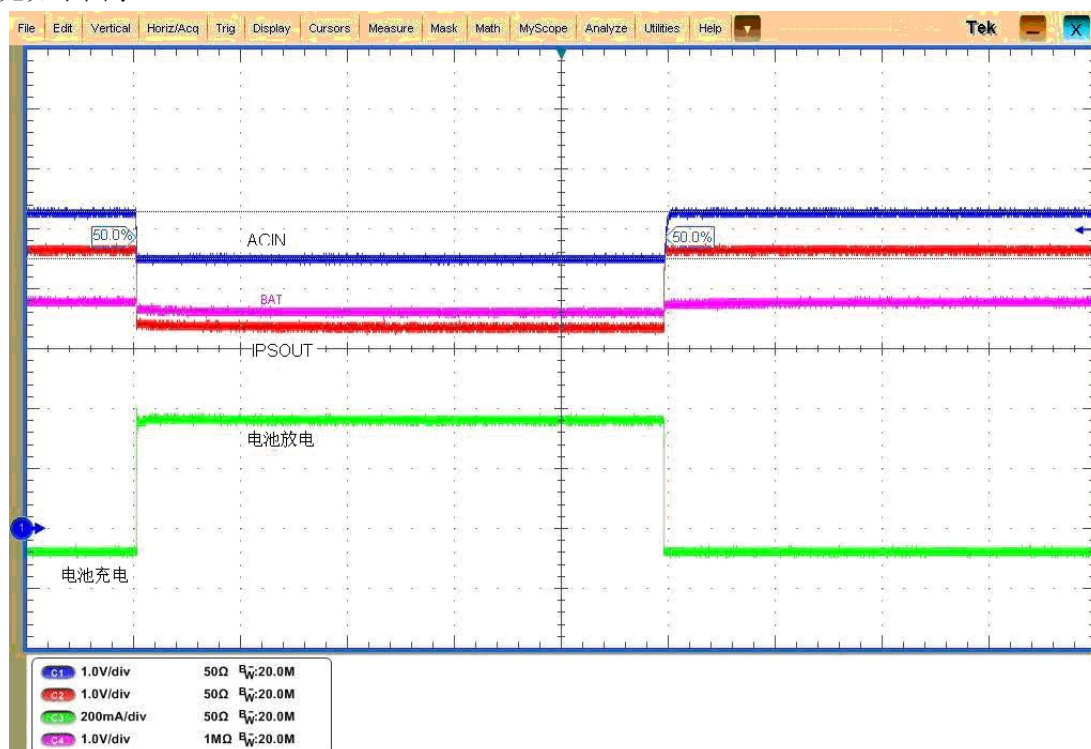 File Edit Vertical Horiz/Acq Trig Display Cursors Measure Mask Math MyScope Analyze Utilities Help Tek X
50.0%
ACIN
50.0%
BAT
IPSOUT
电池放电
1
电池充电
C1 1.0V/div 50Ω BW:20.0M
C2 1.0V/div 50Ω BW:20.0M
C3 200mA/div 50Ω BW:20.0M
C4 1.0V/div 1MΩ BW:20.0M